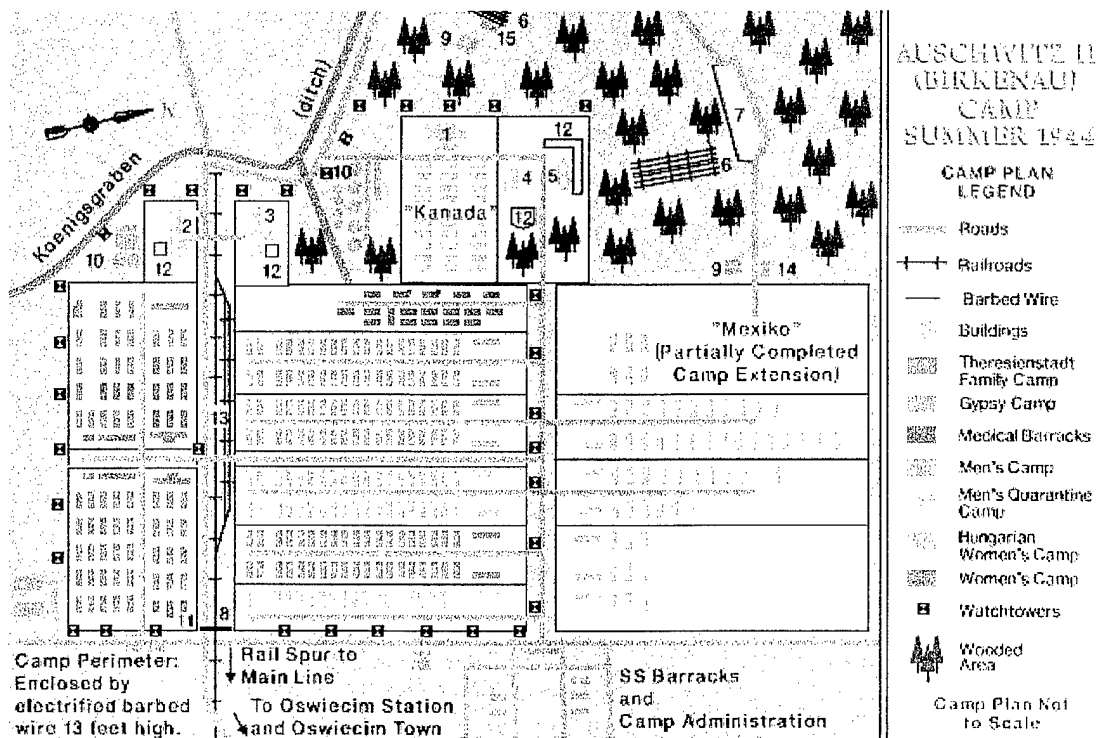 AUSCHWITZ II
(BIRKENAU)
CAMP
SUMMER 1944
CAMP PLAN
LEGEND
Roads
Railroads
Barbed Wire
Buildings
Theresienstadt
Family Camp
Gypsy Camp
Medical Barracks
Men's Camp
Men's Quarantine
Camp
Hungarian
Women's Camp
Women's Camp
Watchtowers
Wooded
Area
Camp Plan Not
to Scale
6
9
15
(ditch)
7
B
1
12
10
4
5
6
"Kanada"
12
Koenigsgraben
2
3
B
10
12
12
9
14
"Mexiko"
(Partially Completed
Camp Extension)
13
8
Camp Perimeter:
Enclosed by
electrified barbed
wire 13 feet high.
Rail Spur to
Main Line
To Oswiecim Station
and Oswiecim Town
SS Barracks
and
Camp Administration